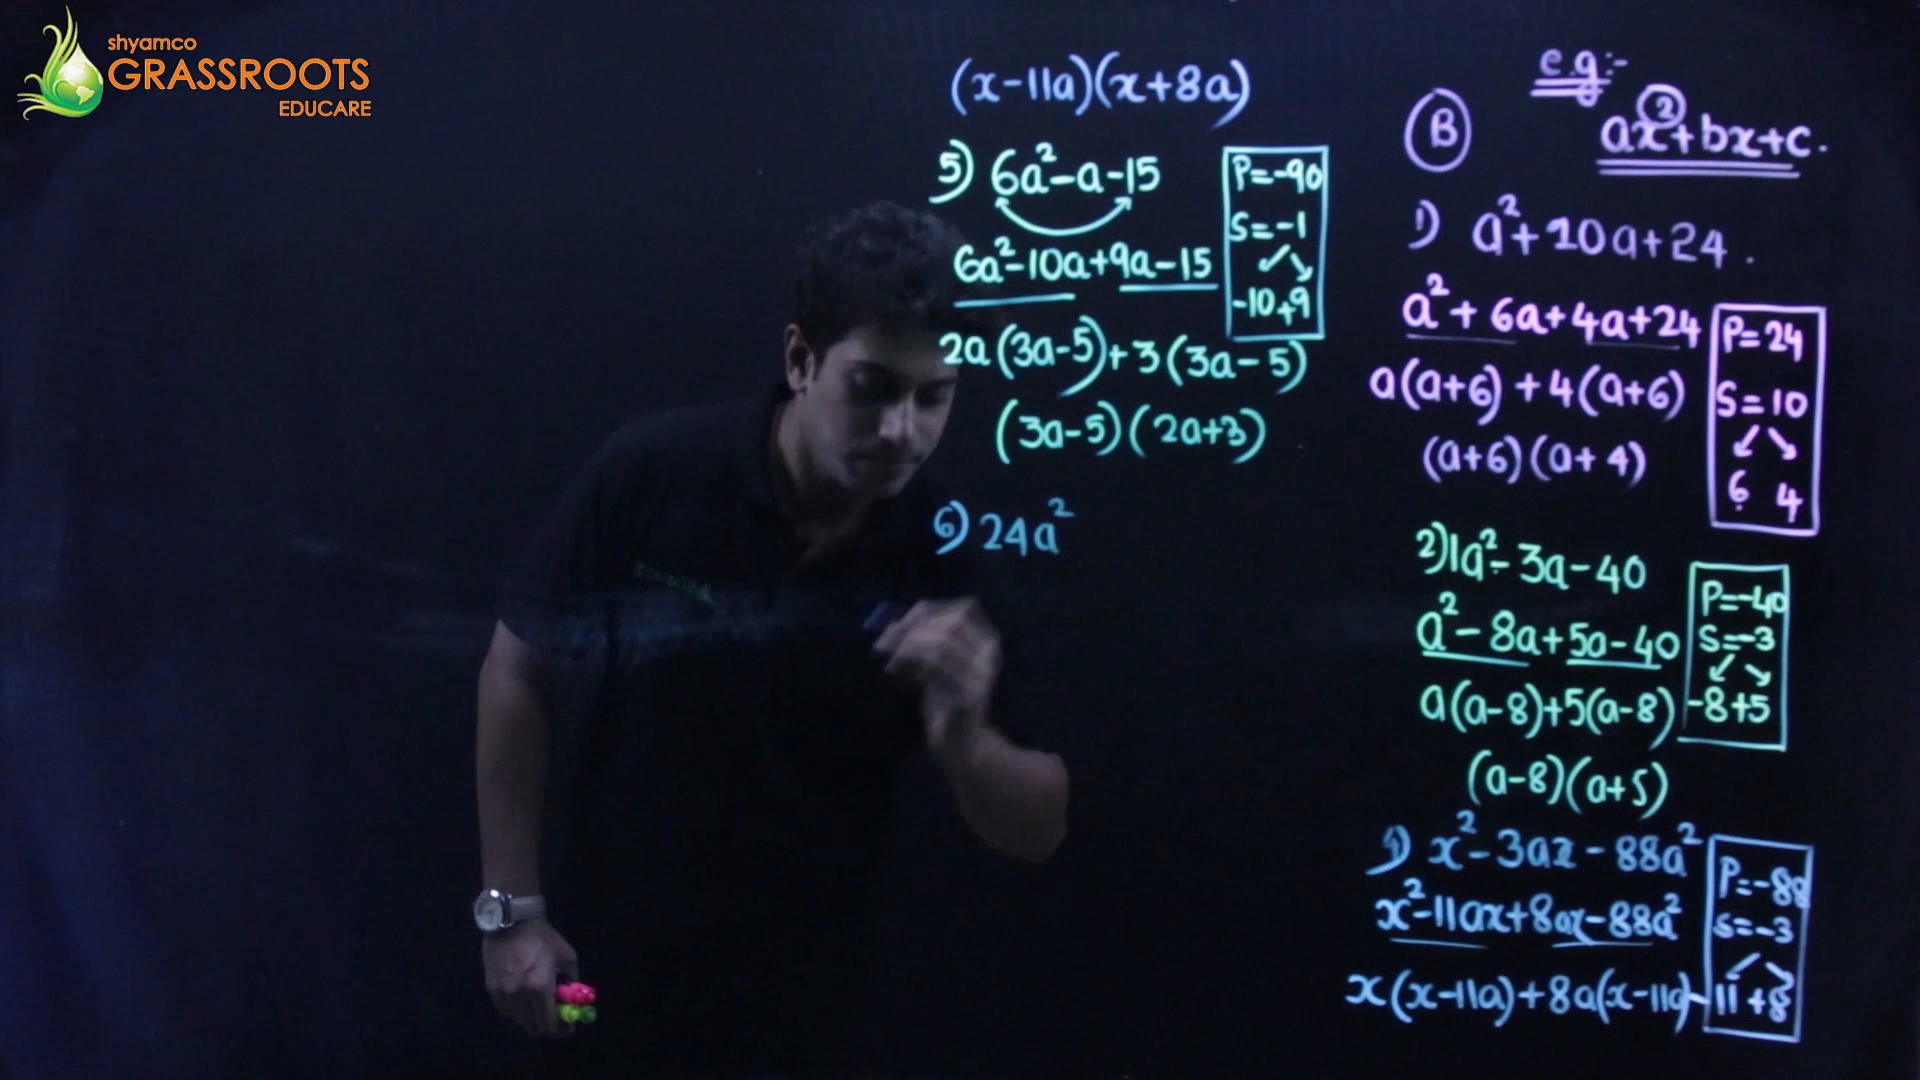 shyamco
GRASSROOTS
EDUCARE
e.g:-
(B) ax²+bx+c.
1) a²+10a+24.
a²+6a+4a+24
a(a+6)+4(a+6)
(a+6)(a+4)
P=24
S=10
6 4
2) 1a²-3a-40
a²-8a+5a-40
a(a-8)+5(a-8)
(a-8)(a+5)
P=-40
S=-3
-8+5
4) x²-3ax-88a²
x²-11ax+8ax-88a²
x(x-11a)+8a(x-11a)
P=-88
S=-3
-11+8
(x-11a)(x+8a)
5) 6a²-a-15
6a²-10a+9a-15
2a(3a-5)+3(3a-5)
(3a-5)(2a+3)
P=-90
S=-1
-10+9
6) 24a²